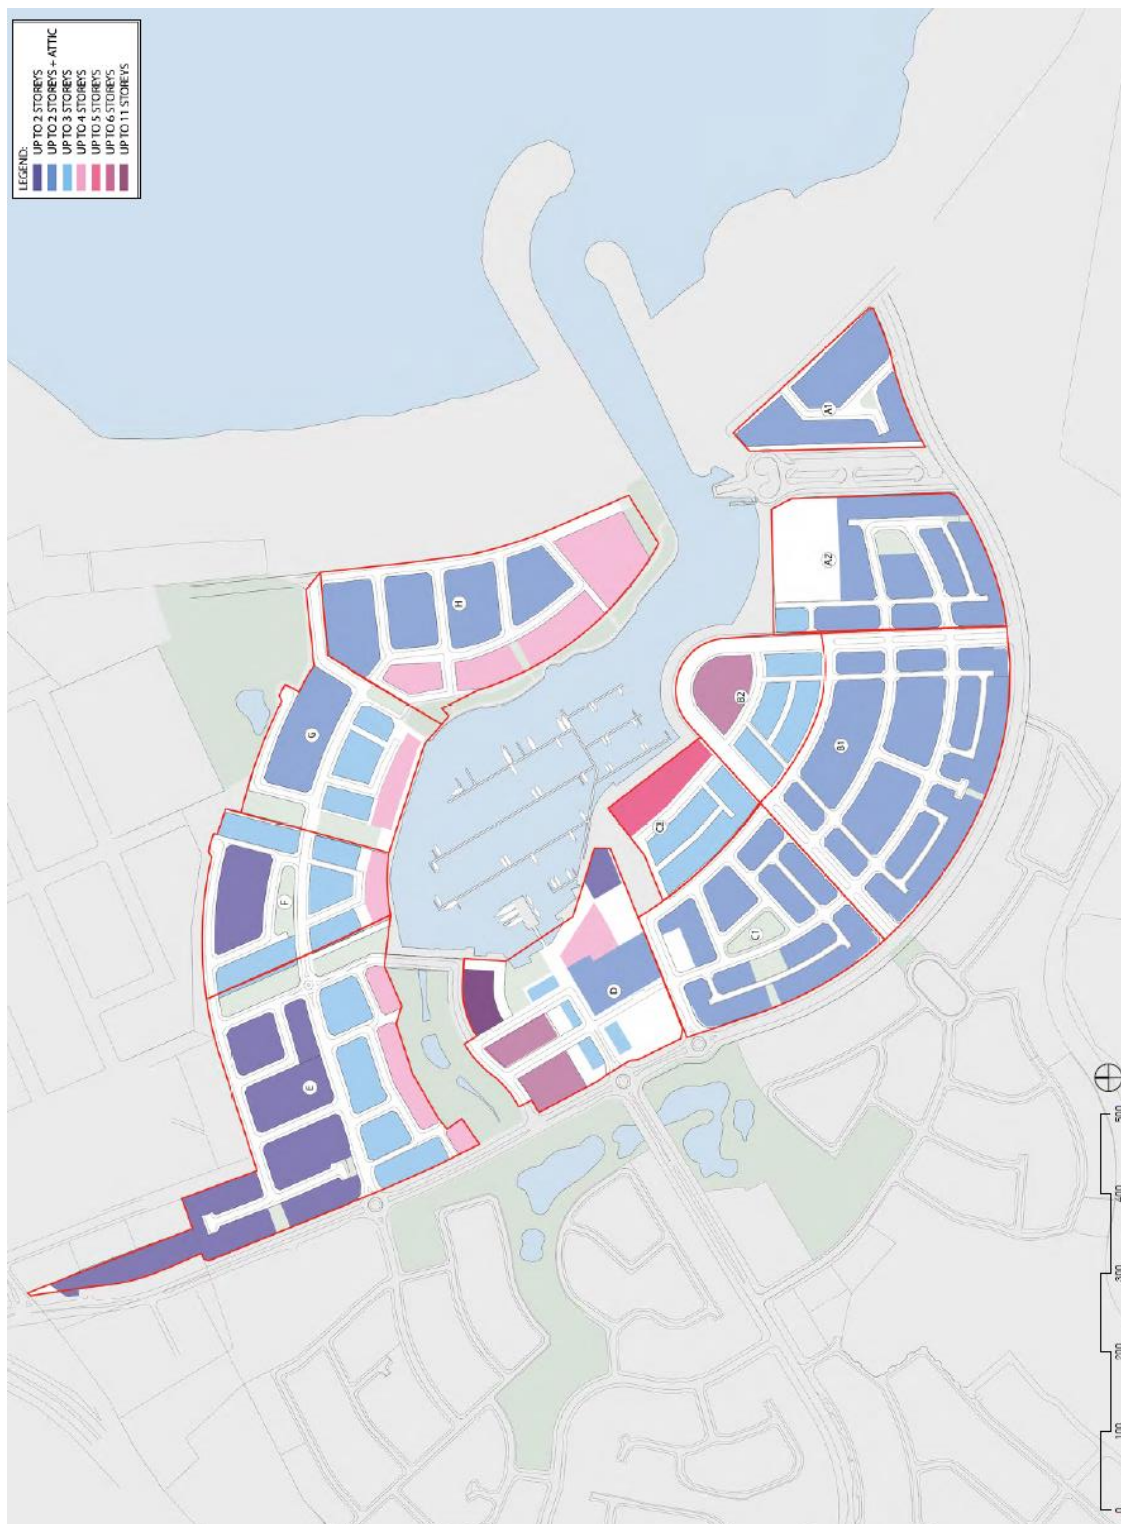 LEGEND:
UP TO 2 STOREYS
UP TO 2 STOREYS + ATTIC
UP TO 3 STOREYS
UP TO 4 STOREYS
UP TO 5 STOREYS
UP TO 6 STOREYS
UP TO 11 STOREYS
A1
A2
H
G
B2
B1
C2
F
C1
D
E
0
100
200
300
400
500